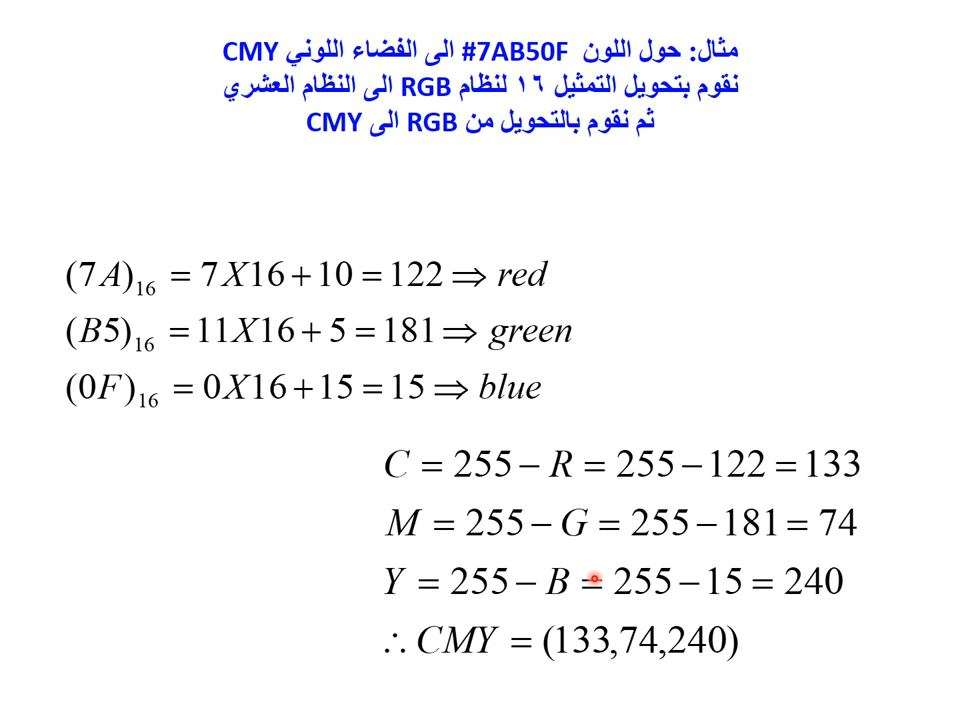 مثال: حول اللون #7AB50F الى الفضاء اللوني CMY
نقوم بتحويل التمثيل ١٦ لنظام RGB الى النظام العشري
ثم نقوم بالتحويل من RGB الى CMY
(7A)₁₆ = 7X16+10 = 122 ⇒ red
(B5)₁₆ = 11X16+5 = 181 ⇒ green
(0F)₁₆ = 0X16+15 = 15 ⇒ blue
C = 255 − R = 255 − 122 = 133
M = 255 − G = 255 − 181 = 74
Y = 255 − B = 255 − 15 = 240
∴ CMY = (133,74,240)